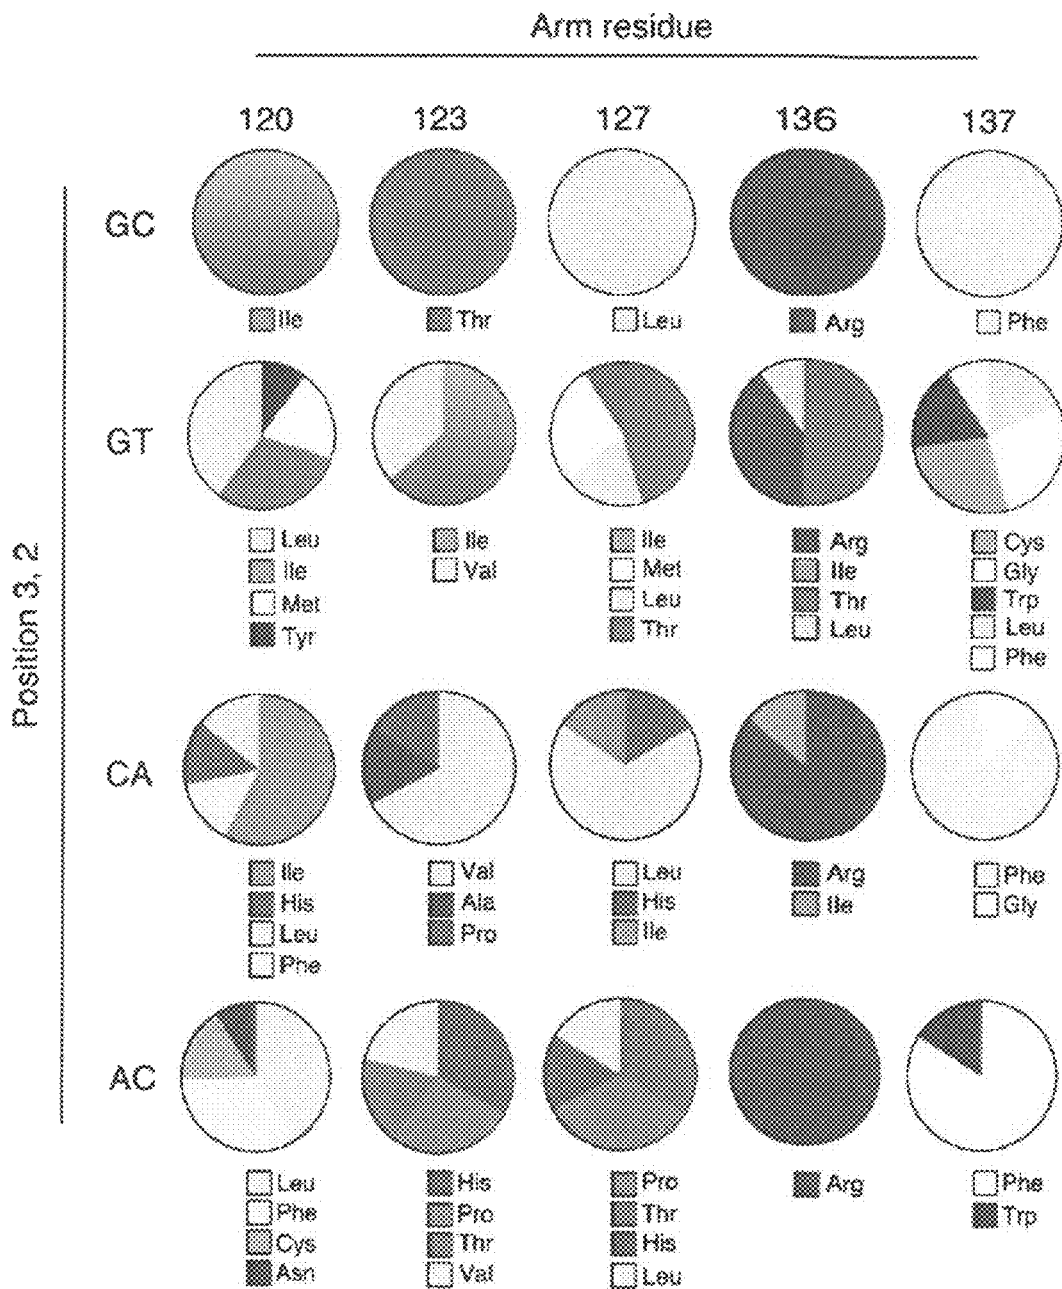 Arm residue
120 123 127 136 137
Position 3, 2
GC
Ile Thr Leu Arg Phe
GT
Leu Ile Ile Arg Cys
Ile Val Met Ile Gly
Met Leu Thr Trp
Tyr Thr Leu Leu
Phe
CA
Ile Val Leu Arg Phe
His Ala His Ile Gly
Leu Pro Ile
Phe
AC
Leu His Pro Arg Phe
Phe Pro Thr Trp
Cys Thr His
Asn Val Leu